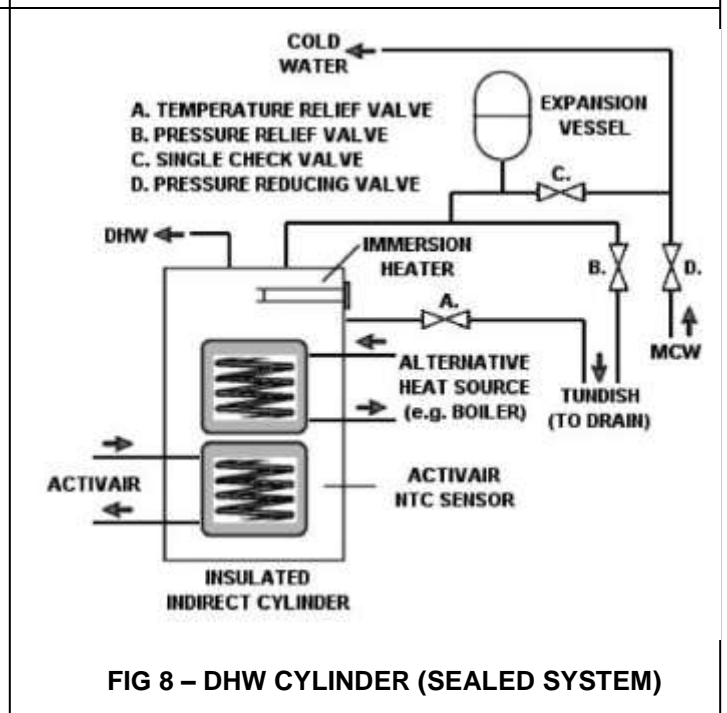 COLD
WATER
A. TEMPERATURE RELIEF VALVE
B. PRESSURE RELIEF VALVE
C. SINGLE CHECK VALVE
D. PRESSURE REDUCING VALVE
EXPANSION
VESSEL
C.
DHW
IMMERSION
HEATER
B.
D.
A.
MCW
ALTERNATIVE
HEAT SOURCE
(e.g. BOILER)
TUNDISH
(TO DRAIN)
ACTIVAIR
ACTIVAIR
NTC SENSOR
INSULATED
INDIRECT CYLINDER
FIG 8 – DHW CYLINDER (SEALED SYSTEM)